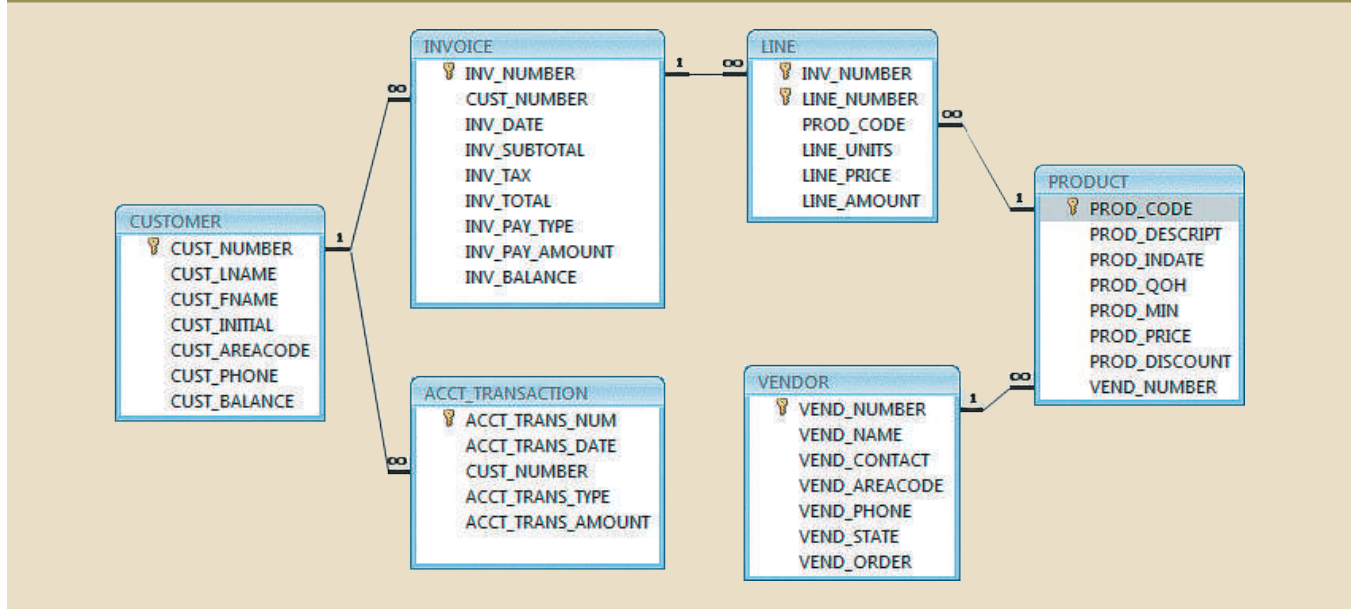 INVOICE
INV_NUMBER
CUST_NUMBER
INV_DATE
INV_SUBTOTAL
INV_TAX
INV_TOTAL
INV_PAY_TYPE
INV_PAY_AMOUNT
INV_BALANCE
1 ∞
LINE
INV_NUMBER
LINE_NUMBER
PROD_CODE
LINE_UNITS
LINE_PRICE
LINE_AMOUNT
∞
1
PRODUCT
PROD_CODE
PROD_DESCRIPT
PROD_INDATE
PROD_QOH
PROD_MIN
PROD_PRICE
PROD_DISCOUNT
VEND_NUMBER
CUSTOMER
CUST_NUMBER
CUST_LNAME
CUST_FNAME
CUST_INITIAL
CUST_AREACODE
CUST_PHONE
CUST_BALANCE
1
∞
∞
ACCT_TRANSACTION
ACCT_TRANS_NUM
ACCT_TRANS_DATE
CUST_NUMBER
ACCT_TRANS_TYPE
ACCT_TRANS_AMOUNT
VENDOR
VEND_NUMBER
VEND_NAME
VEND_CONTACT
VEND_AREACODE
VEND_PHONE
VEND_STATE
VEND_ORDER
1
∞